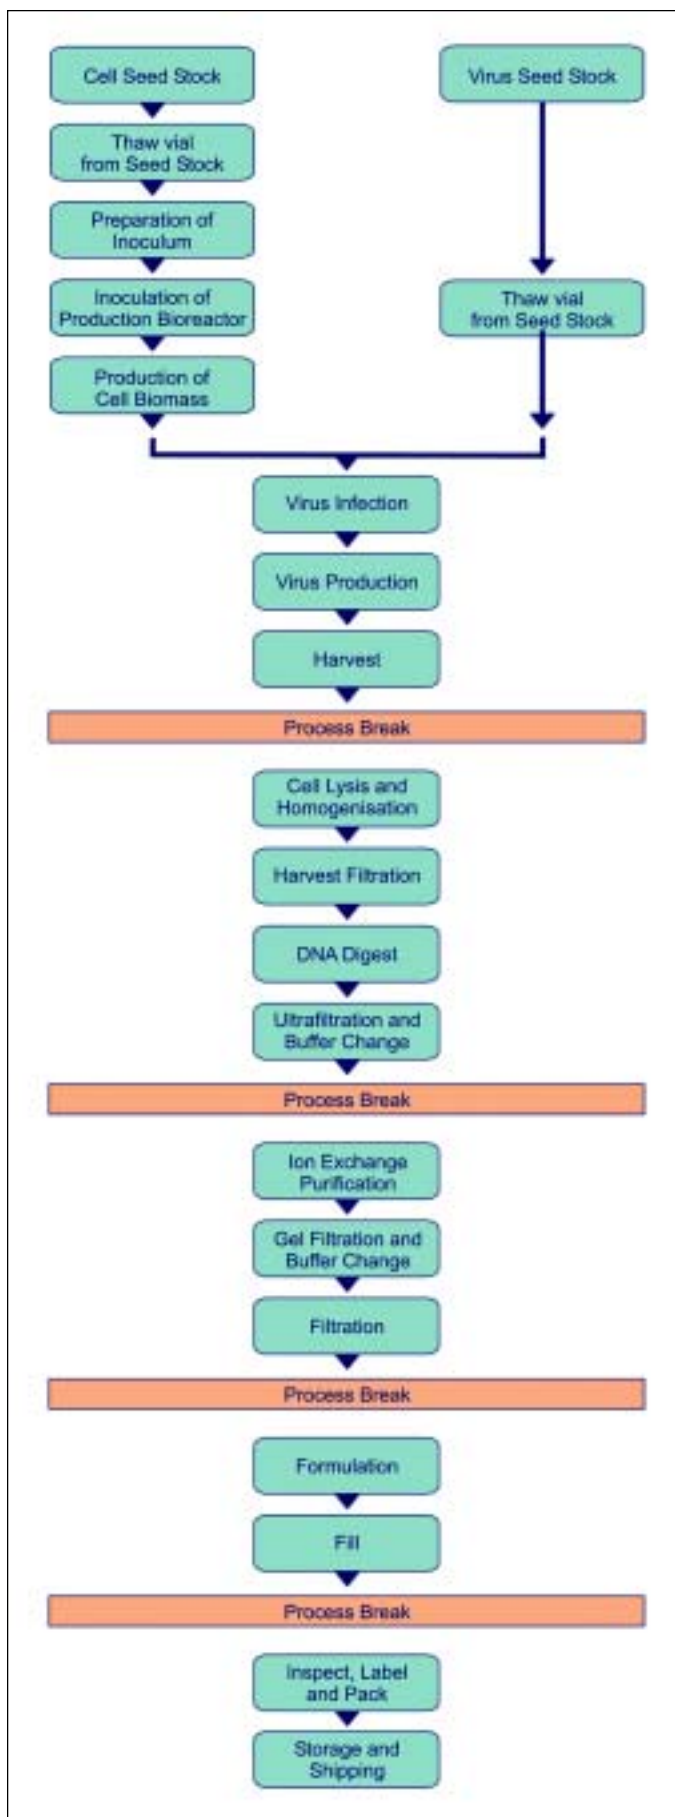 Cell Seed Stock
Thaw vial
from Seed Stock
Preparation of
Inoculum
Inoculation of
Production Bioreactor
Production of
Cell Biomass
Virus Seed Stock
Thaw vial
from Seed Stock
Virus Infection
Virus Production
Harvest
Process Break
Cell Lysis and
Homogenisation
Harvest Filtration
DNA Digest
Ultrafiltration and
Buffer Change
Process Break
Ion Exchange
Purification
Gel Filtration and
Buffer Change
Filtration
Process Break
Formulation
Fill
Process Break
Inspect, Label
and Pack
Storage and
Shipping